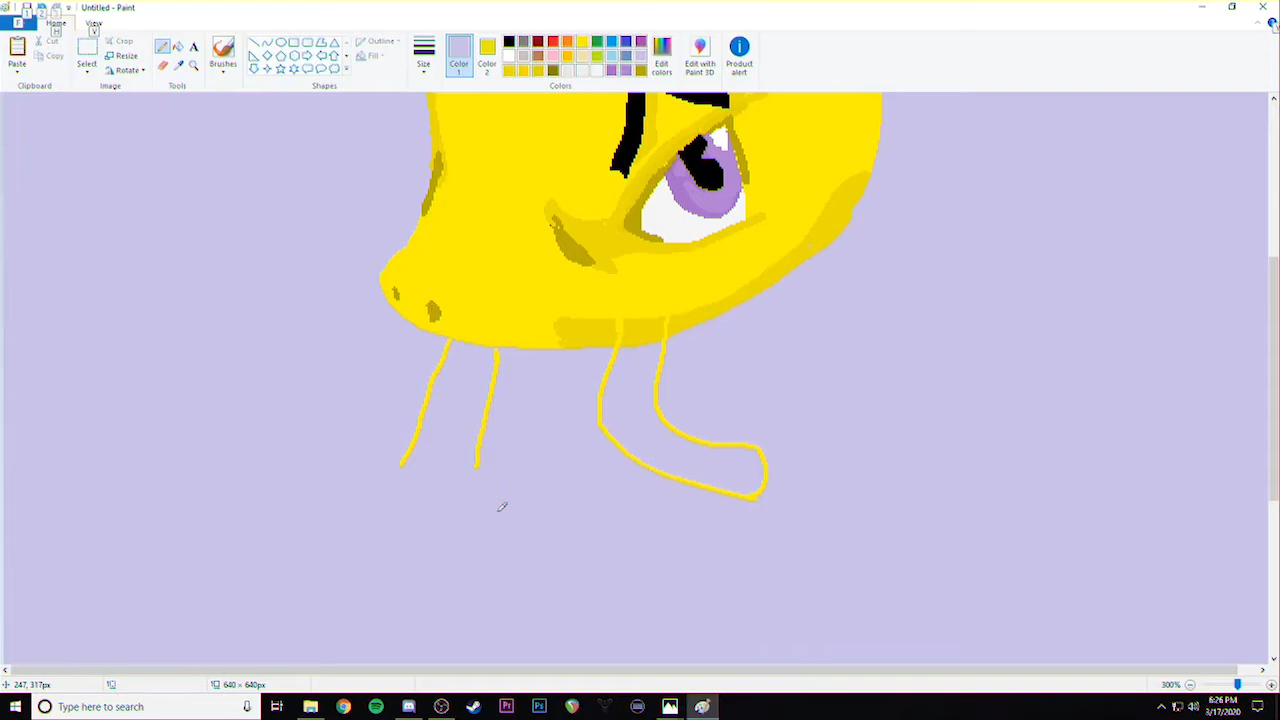 Untitled - Paint
F Home View
H V
Paste Cut Copy
Select Crop Resize Rotate
Brushes
Outline Fill
Size Color 1 Color 2
Edit colors Edit with Paint 3D Product alert
Clipboard Image Tools Shapes Colors
247, 317px 640 × 640px 300%
Type here to search Pr Ps 6:26 PM
3/17/2020